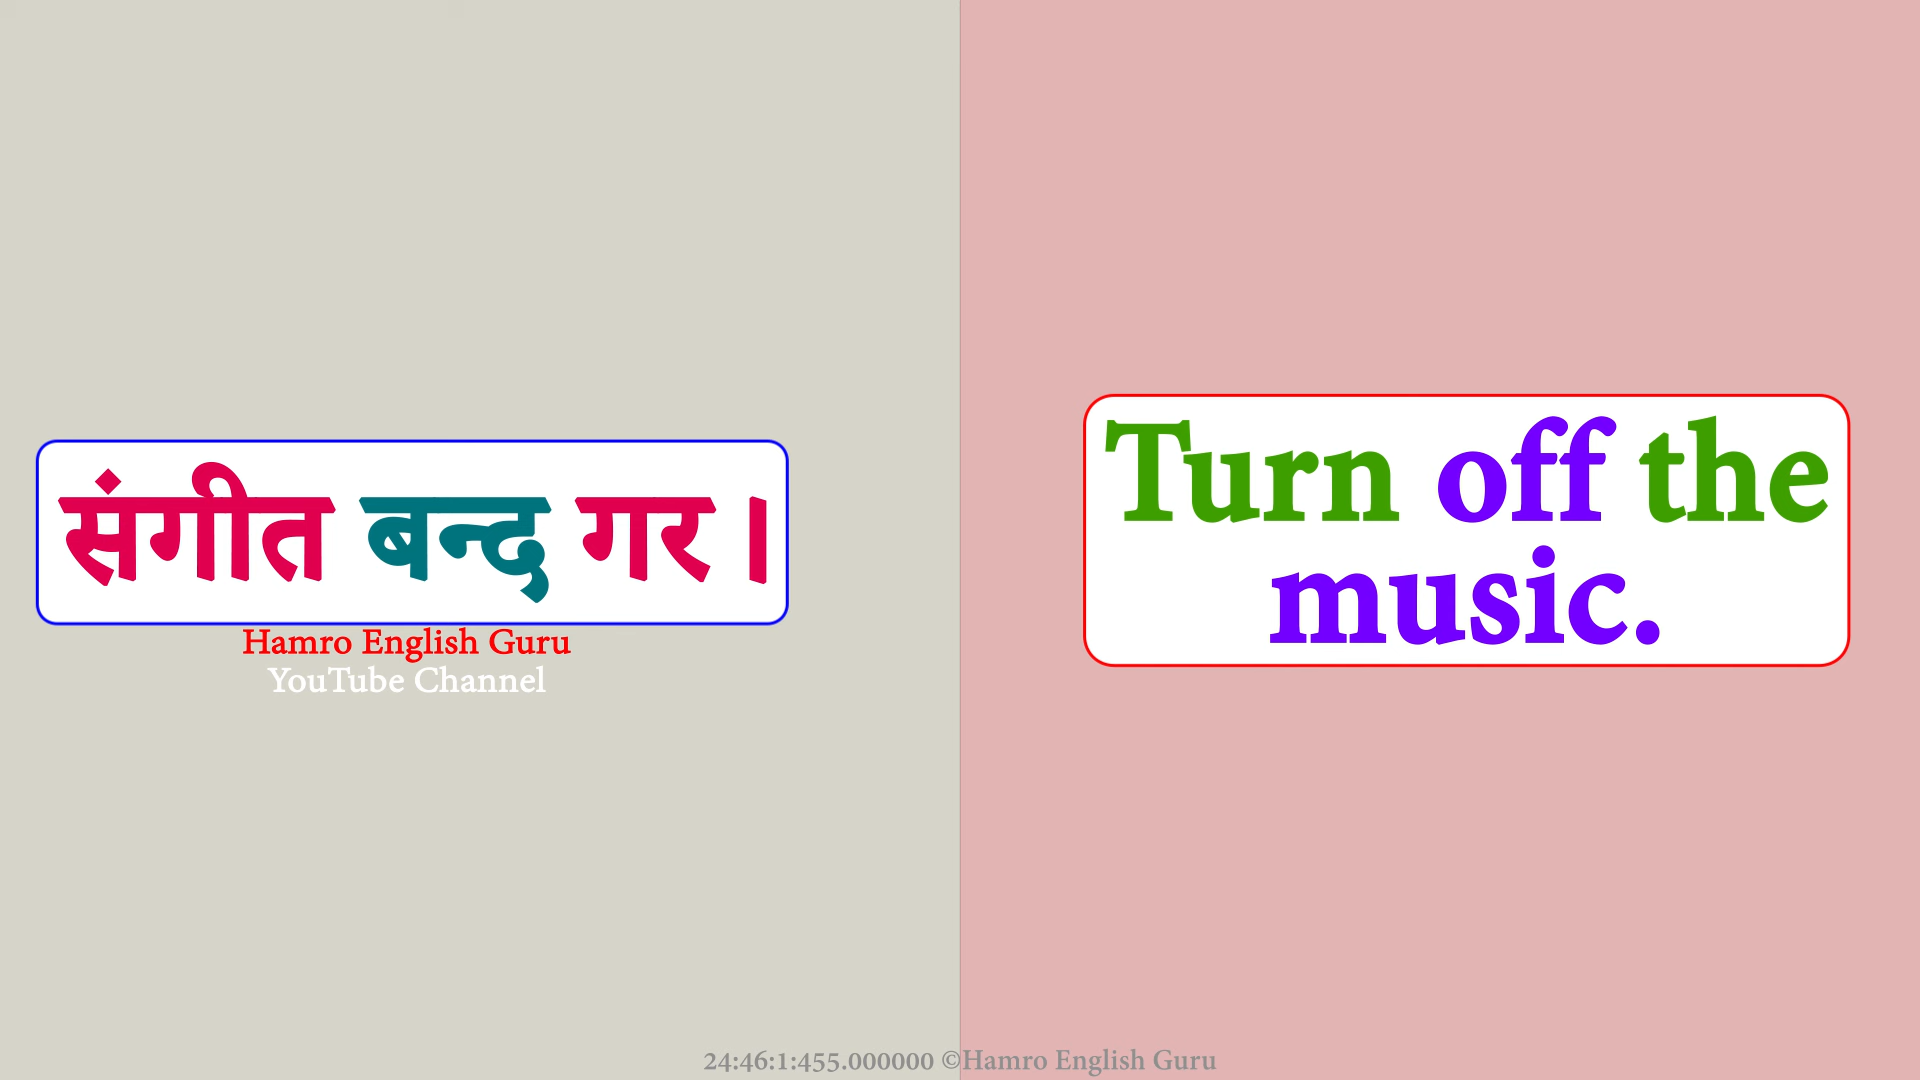 संगीत बन्द गर ।
Hamro English Guru
YouTube Channel
Turn off the
music.
24:46:1:455.000000 ©Hamro English Guru